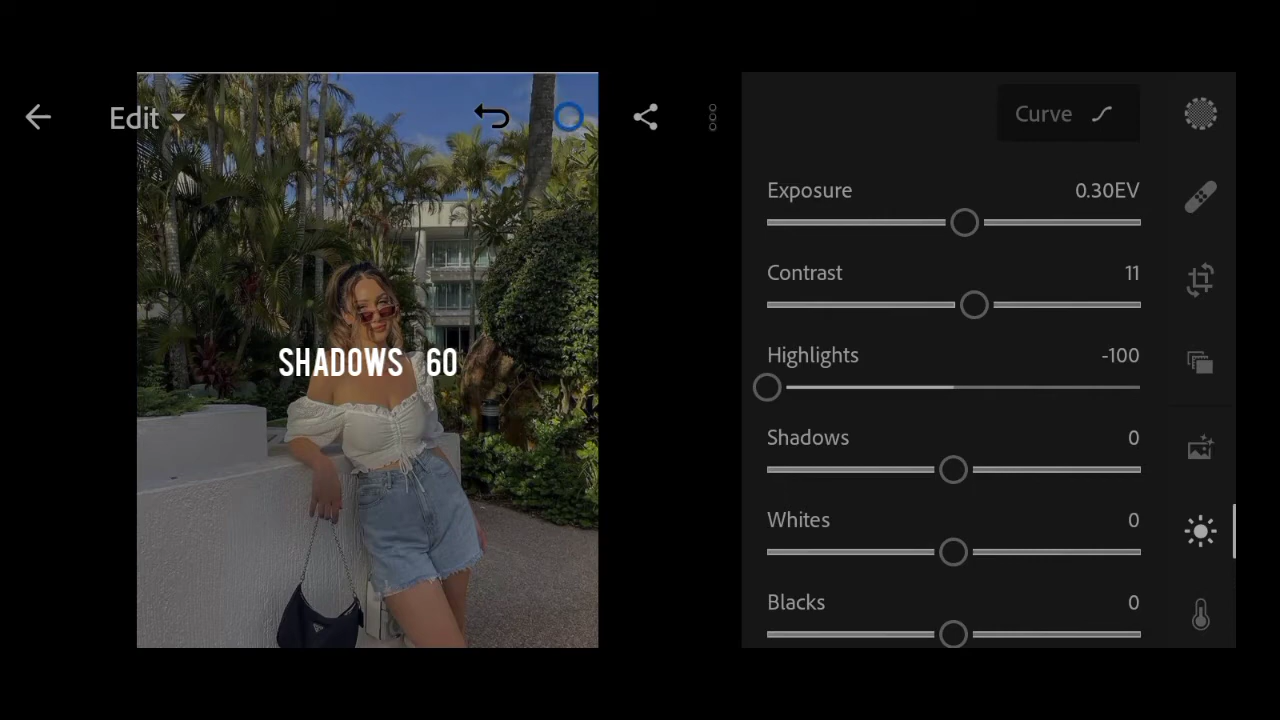 Edit
Curve
Exposure 0.30EV
Contrast 11
Highlights -100
Shadows 0
Whites 0
Blacks 0
SHADOWS 60